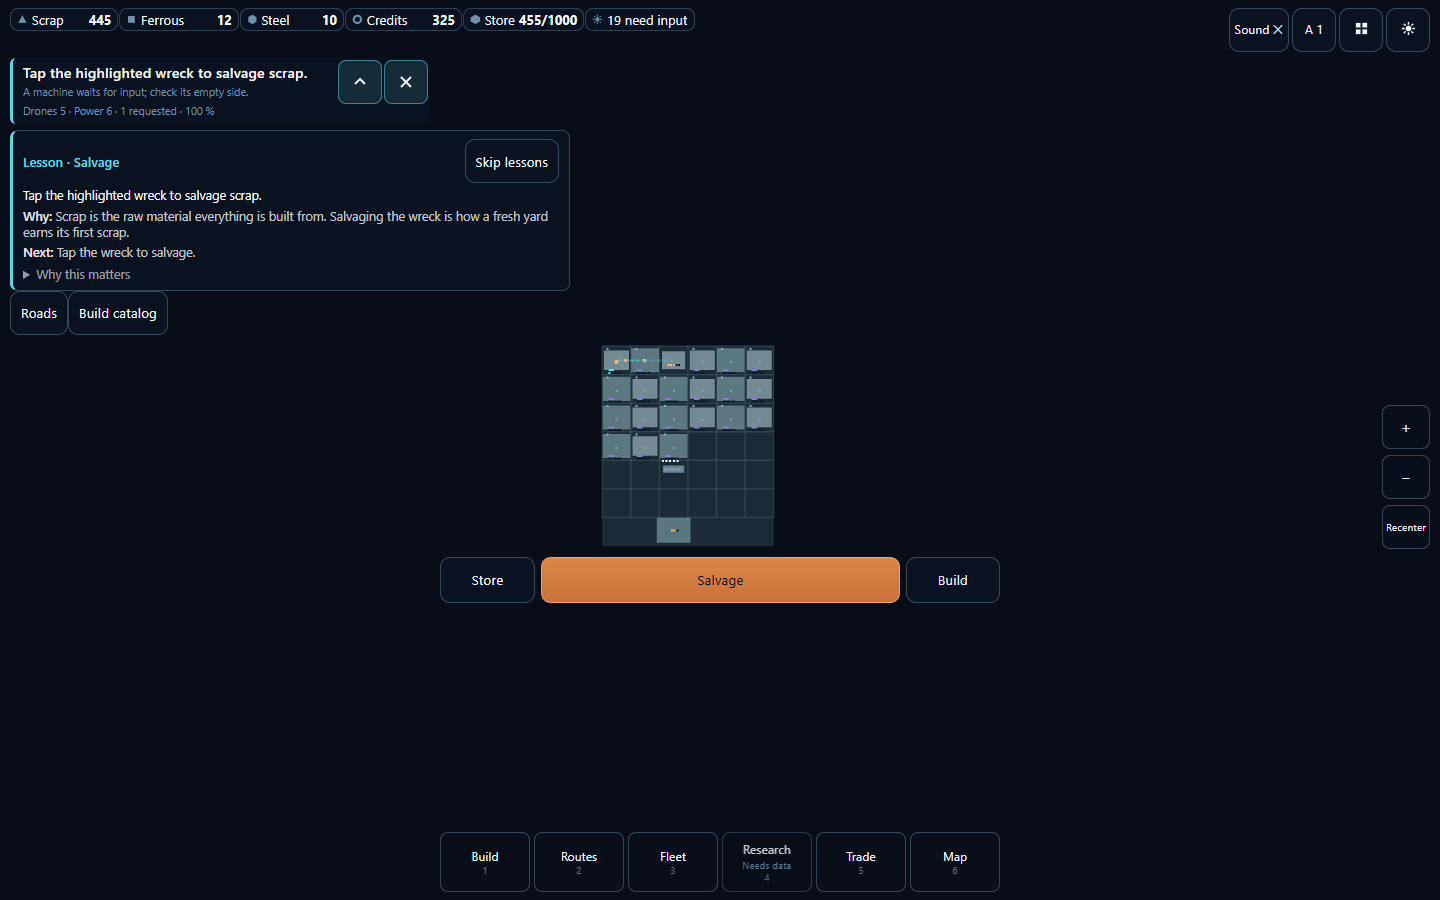 Scrap 445 Ferrous 12 Steel 10 Credits 325 Store 455/1000 19 need input
Sound X A 1
Tap the highlighted wreck to salvage scrap.
A machine waits for input; check its empty side.
Drones 5 · Power 6 · 1 requested · 100 %
Lesson · Salvage
Skip lessons
Tap the highlighted wreck to salvage scrap.
Why: Scrap is the raw material everything is built from. Salvaging the wreck is how a fresh yard
earns its first scrap.
Next: Tap the wreck to salvage.
Why this matters
Roads Build catalog
+
−
Recenter
Store Salvage Build
Build Routes Fleet Research Trade Map
Needs data
1 2 3 4 5 6